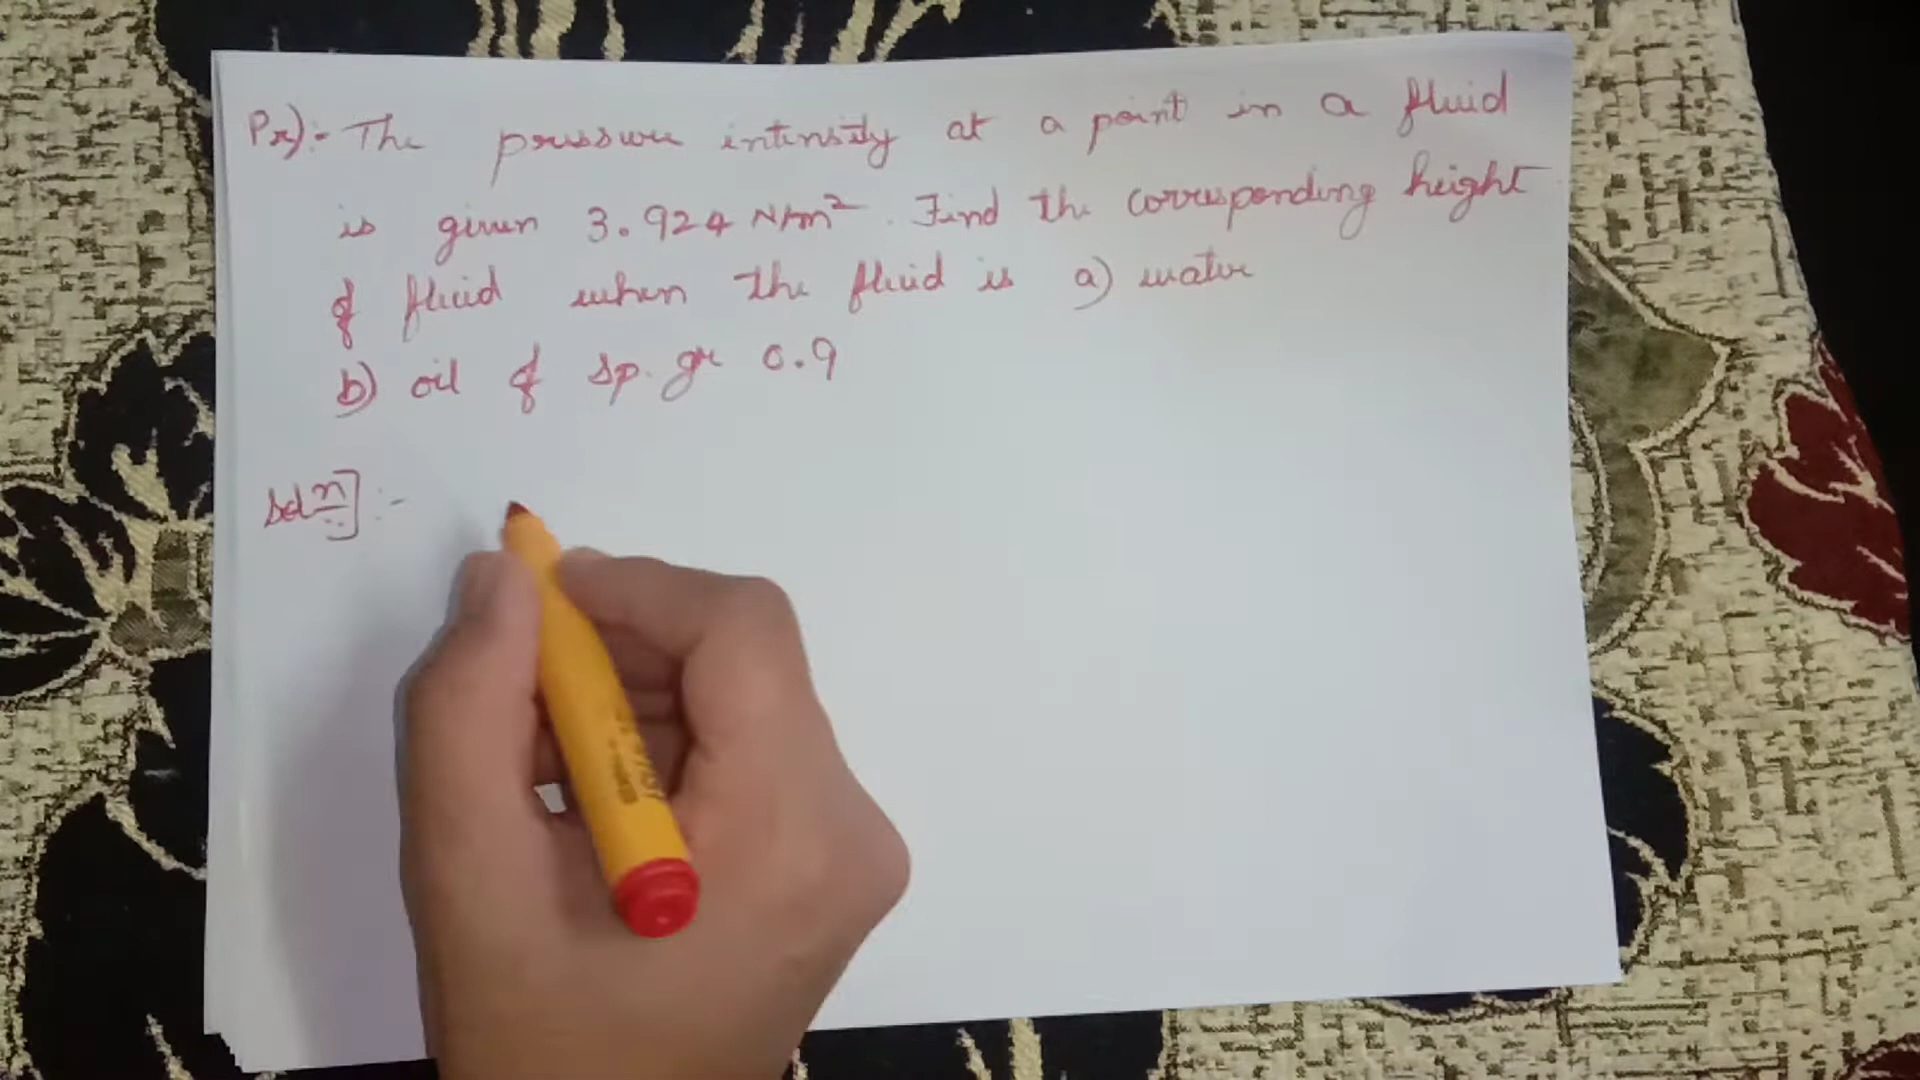 Pr):- The pressure intensity at a point in a fluid
is given 3.924 N/m². Find the corresponding height
of fluid when the fluid is a) water
b) oil of sp. gr 0.9
Solⁿ]:-